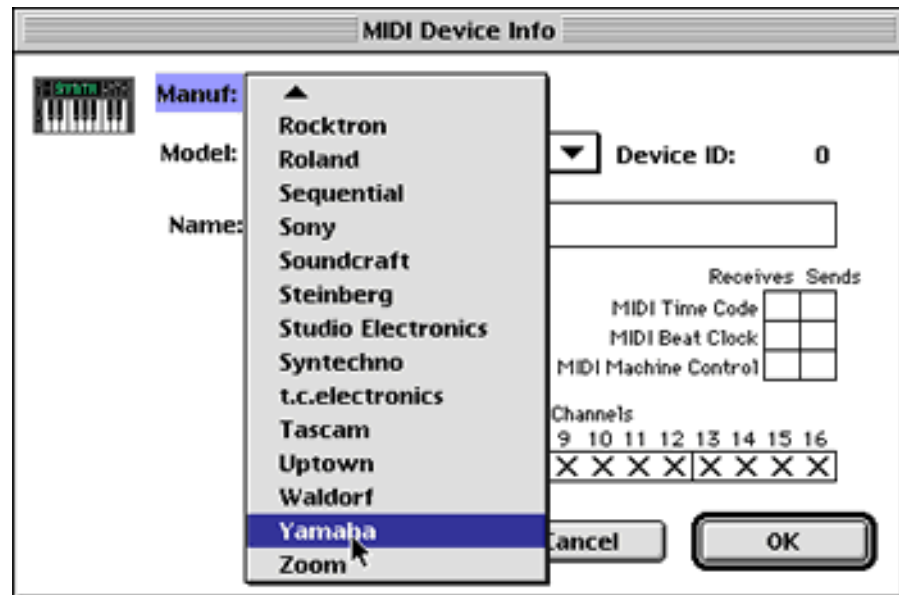 MIDI Device Info
SYNTH
Manuf:
Model:
Device ID: 0
Name:
Rocktron
Roland
Sequential
Sony
Soundcraft
Steinberg
Studio Electronics
Syntechno
t.c.electronics
Tascam
Uptown
Waldorf
Yamaha
Zoom
Receives Sends
MIDI Time Code
MIDI Beat Clock
MIDI Machine Control
Channels
9 10 11 12 13 14 15 16
X X X X X X X X
Cancel
OK